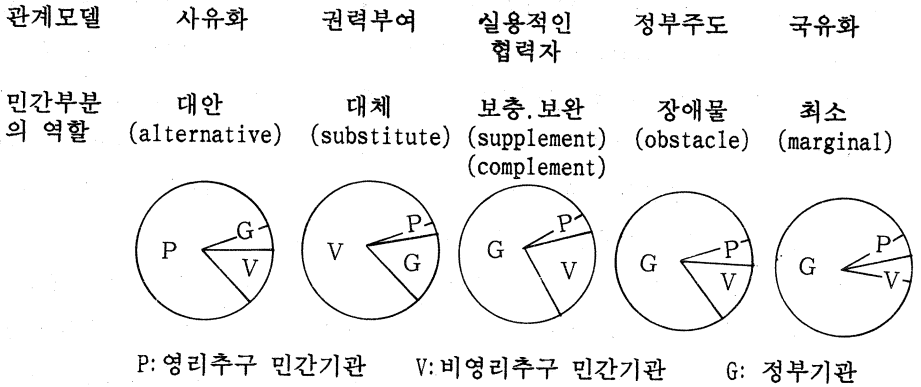 관계모델 사유화 권력부여 실용적인 협력자 정부주도 국유화
민간부분의 역할 대안 (alternative) 대체 (substitute) 보충.보완 (supplement) (complement) 장애물 (obstacle) 최소 (marginal)
P G V
V P G
G P V
G P V
G P V
P: 영리추구 민간기관 V: 비영리추구 민간기관 G: 정부기관